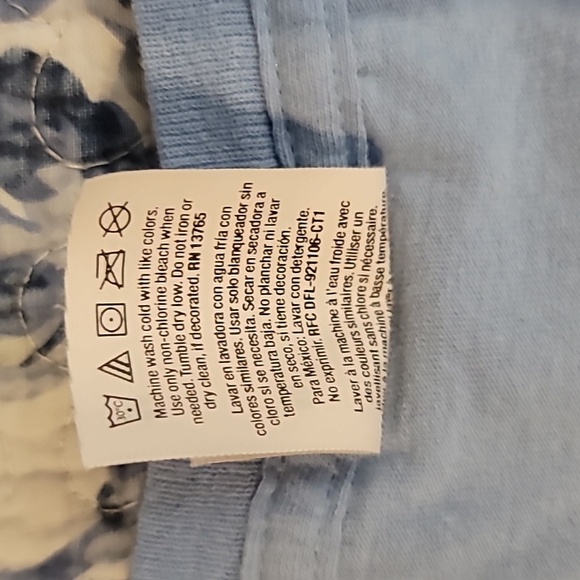 30°C
Machine wash cold with like colors.
Use only non-chlorine bleach when
needed. Tumble dry low. Do not iron or
dry clean, if decorated. RN 13765
Lavar en lavadora con agua fría con
colores similares. Usar solo blanqueador sin
cloro si se necesita. Secar en secadora a
temperatura baja. No planchar ni lavar
en seco, si tiene decoración.
Para México: Lavar con detergente.
No exprimir. RFC DFL-921106-CT1
Laver à la machine à l'eau froide avec
des couleurs similaires. Utiliser un
javellisant sans chlore si nécessaire.
à basse température.